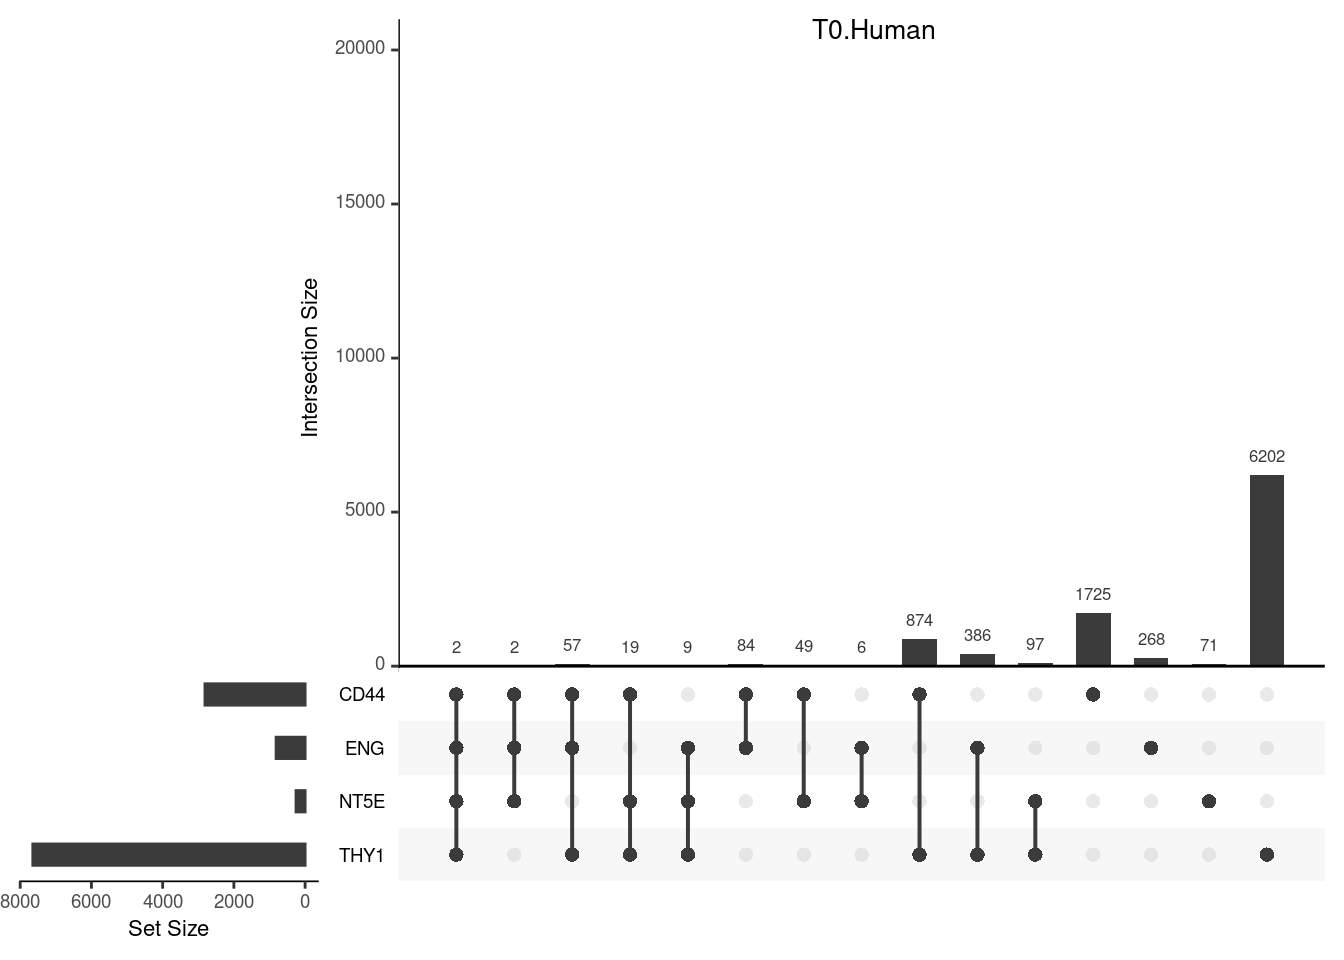 T0.Human
20000
15000
10000
5000
0
Intersection Size
2 2 57 19 9 84 49 6 874 386 97 1725 268 71 6202
CD44
ENG
NT5E
THY1
8000 6000 4000 2000 0
Set Size